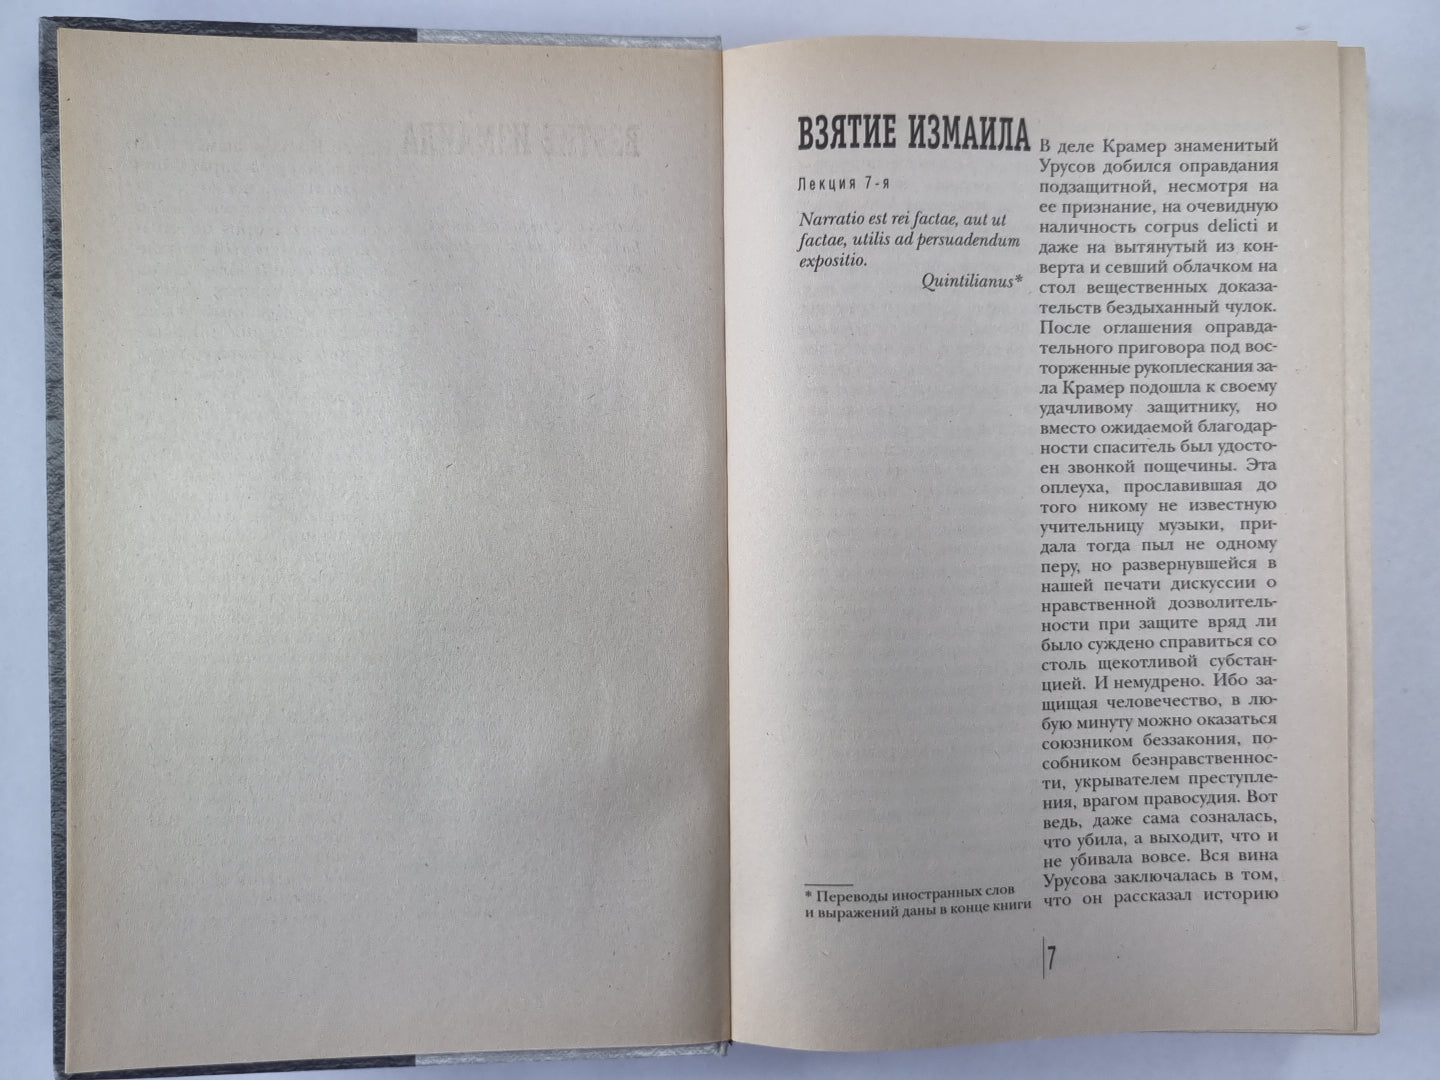 ВЗЯТИЕ ИЗМАИЛА
Лекция 7-я
Narratio est rei factae, aut ut
factae, utilis ad persuadendum
expositio.
Quintilianus*
В деле Крамер знаменитый
Урусов добился оправдания
подзащитной, несмотря на
ее признание, на очевидную
наличность corpus delicti и
даже на вытянутый из кон-
верта и севший облачком на
стол вещественных доказа-
тельств бездыханный чулок.
После оглашения оправда-
тельного приговора под вос-
торженные рукоплескания за-
ла Крамер подошла к своему
удачливому защитнику, но
вместо ожидаемой благодар-
ности спаситель был удосто-
ен звонкой пощечины. Эта
оплеуха, прославившая до
того никому не известную
учительницу музыки, при-
дала тогда пыл не одному
перу, но развернувшейся в
нашей печати дискуссии о
нравственной дозволитель-
ности при защите вряд ли
было суждено справиться со
столь щекотливой субстан-
цией. И немудрено. Ибо за-
щищая человечество, в лю-
бую минуту можно оказаться
союзником беззакония, по-
собником безнравственнос-
ти, укрывателем преступле-
ния, врагом правосудия. Вот
ведь, даже сама созналась,
что убила, а выходит, что и
не убивала вовсе. Вся вина
Урусова заключалась в том,
что он рассказал историю
* Переводы иностранных слов
и выражений даны в конце книги
7